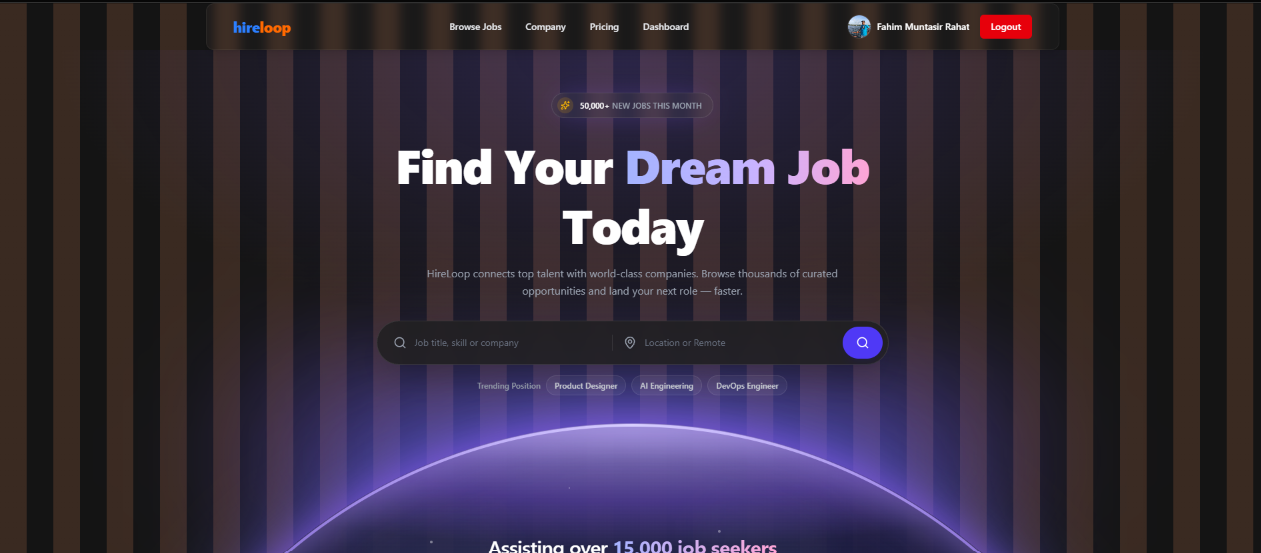 hireloop
Browse Jobs
Company
Pricing
Dashboard
Fahim Muntasir Rahat
Logout
50,000+ NEW JOBS THIS MONTH
Find Your Dream Job
Today
HireLoop connects top talent with world-class companies. Browse thousands of curated
opportunities and land your next role — faster.
Job title, skill or company
Location or Remote
Trending Position
Product Designer
AI Engineering
DevOps Engineer
Assisting over 15,000 job seekers